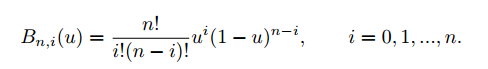 B_{n,i}(u) = \frac{n!}{i!(n-i)!} u^i (1-u)^{n-i}, \qquad i = 0, 1, ..., n.